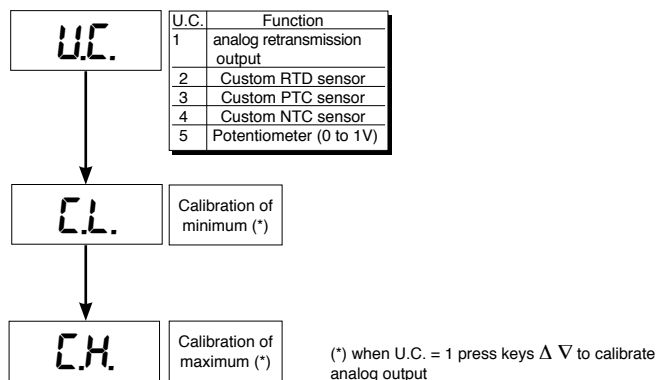 U.C.
U.C. Function
1 analog retransmission
output
2 Custom RTD sensor
3 Custom PTC sensor
4 Custom NTC sensor
5 Potentiometer (0 to 1V)
C.L.
Calibration of
minimum (*)
C.H.
Calibration of
maximum (*)
(*) when U.C. = 1 press keys Δ ∇ to calibrate
analog output